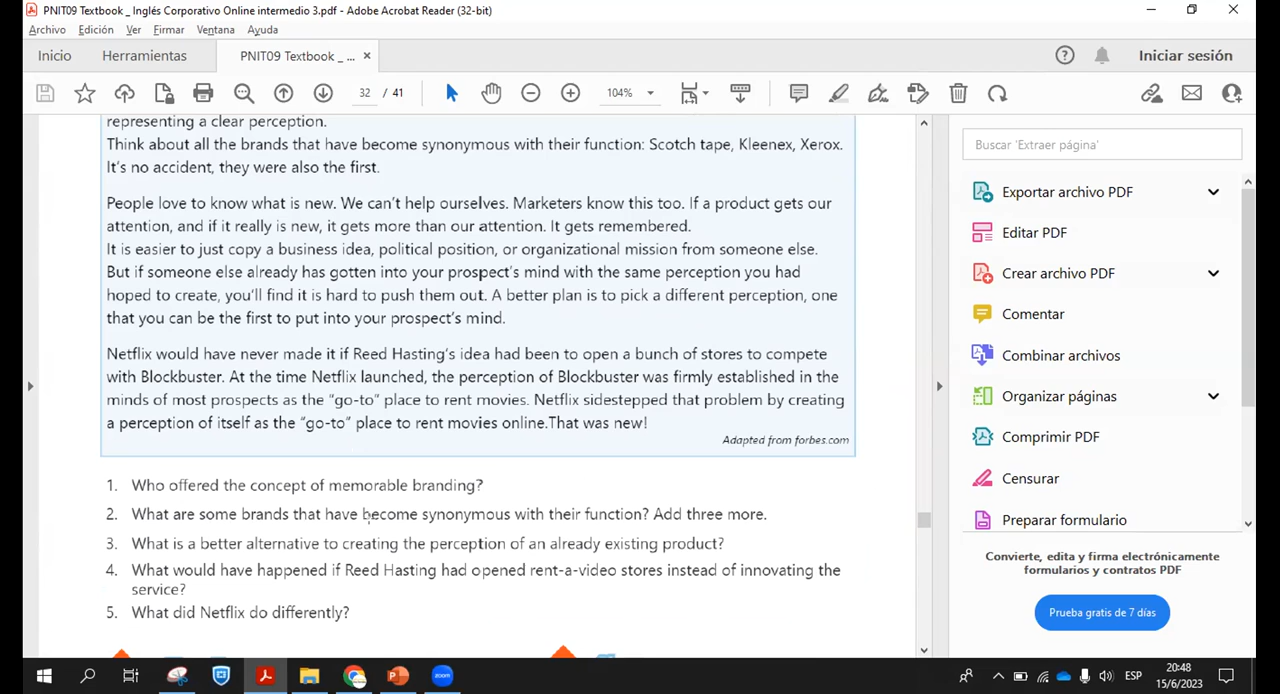 PNIT09 Textbook _ Inglés Corporativo Online intermedio 3.pdf - Adobe Acrobat Reader (32-bit)
Archivo Edición Ver Firmar Ventana Ayuda
Inicio Herramientas PNIT09 Textbook _ ... × Iniciar sesión
32 / 41 104%
representing a clear perception.
Think about all the brands that have become synonymous with their function: Scotch tape, Kleenex, Xerox.
It's no accident, they were also the first.
People love to know what is new. We can't help ourselves. Marketers know this too. If a product gets our
attention, and if it really is new, it gets more than our attention. It gets remembered.
It is easier to just copy a business idea, political position, or organizational mission from someone else.
But if someone else already has gotten into your prospect's mind with the same perception you had
hoped to create, you'll find it is hard to push them out. A better plan is to pick a different perception, one
that you can be the first to put into your prospect's mind.
Netflix would have never made it if Reed Hasting's idea had been to open a bunch of stores to compete
with Blockbuster. At the time Netflix launched, the perception of Blockbuster was firmly established in the
minds of most prospects as the "go-to" place to rent movies. Netflix sidestepped that problem by creating
a perception of itself as the "go-to" place to rent movies online.That was new!
Adapted from forbes.com
1. Who offered the concept of memorable branding?
2. What are some brands that have become synonymous with their function? Add three more.
3. What is a better alternative to creating the perception of an already existing product?
4. What would have happened if Reed Hasting had opened rent-a-video stores instead of innovating the
service?
5. What did Netflix do differently?
Buscar 'Extraer página'
Exportar archivo PDF
Editar PDF
Crear archivo PDF
Comentar
Combinar archivos
Organizar páginas
Comprimir PDF
Censurar
Preparar formulario
Convierte, edita y firma electrónicamente
formularios y contratos PDF
Prueba gratis de 7 días
zoom
ESP
20:48
15/6/2023